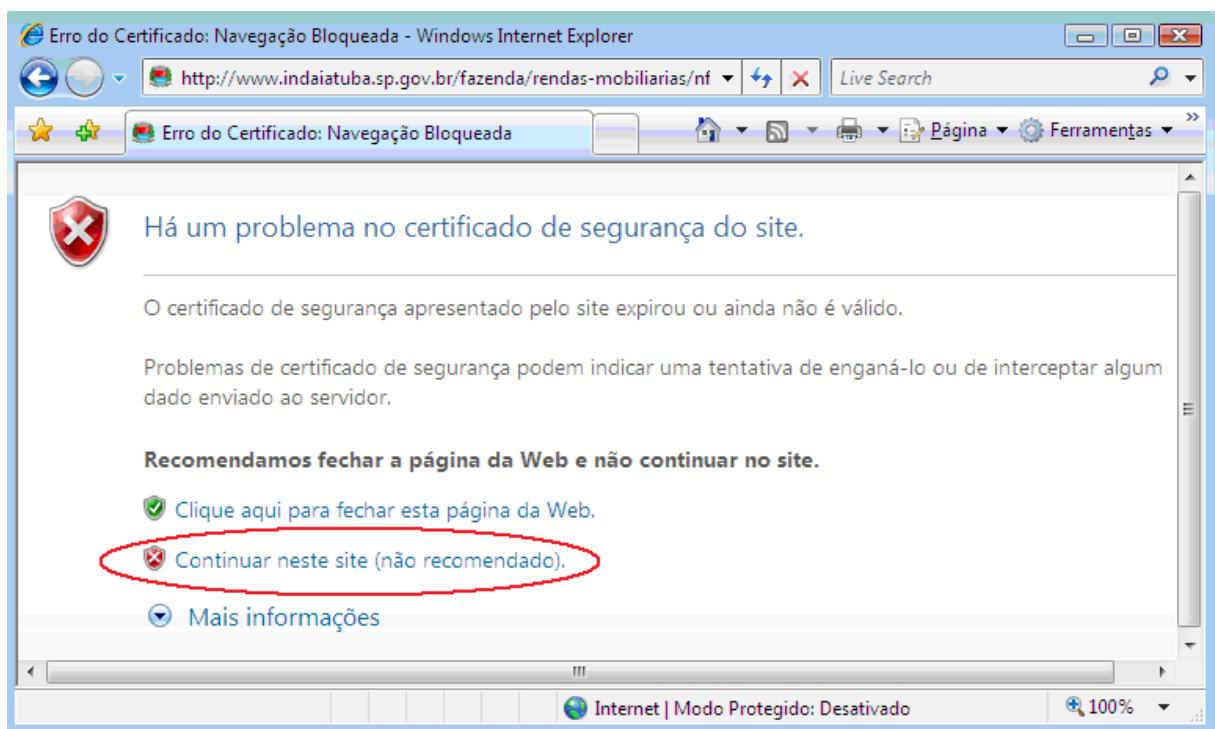 Erro do Certificado: Navegação Bloqueada - Windows Internet Explorer
http://www.indaiatuba.sp.gov.br/fazenda/rendas-mobiliarias/nf
Live Search
Erro do Certificado: Navegação Bloqueada
Página
Ferramentas
Há um problema no certificado de segurança do site.
O certificado de segurança apresentado pelo site expirou ou ainda não é válido.
Problemas de certificado de segurança podem indicar uma tentativa de enganá-lo ou de interceptar algum
dado enviado ao servidor.
Recomendamos fechar a página da Web e não continuar no site.
Clique aqui para fechar esta página da Web.
Continuar neste site (não recomendado).
Mais informações
Internet | Modo Protegido: Desativado
100%